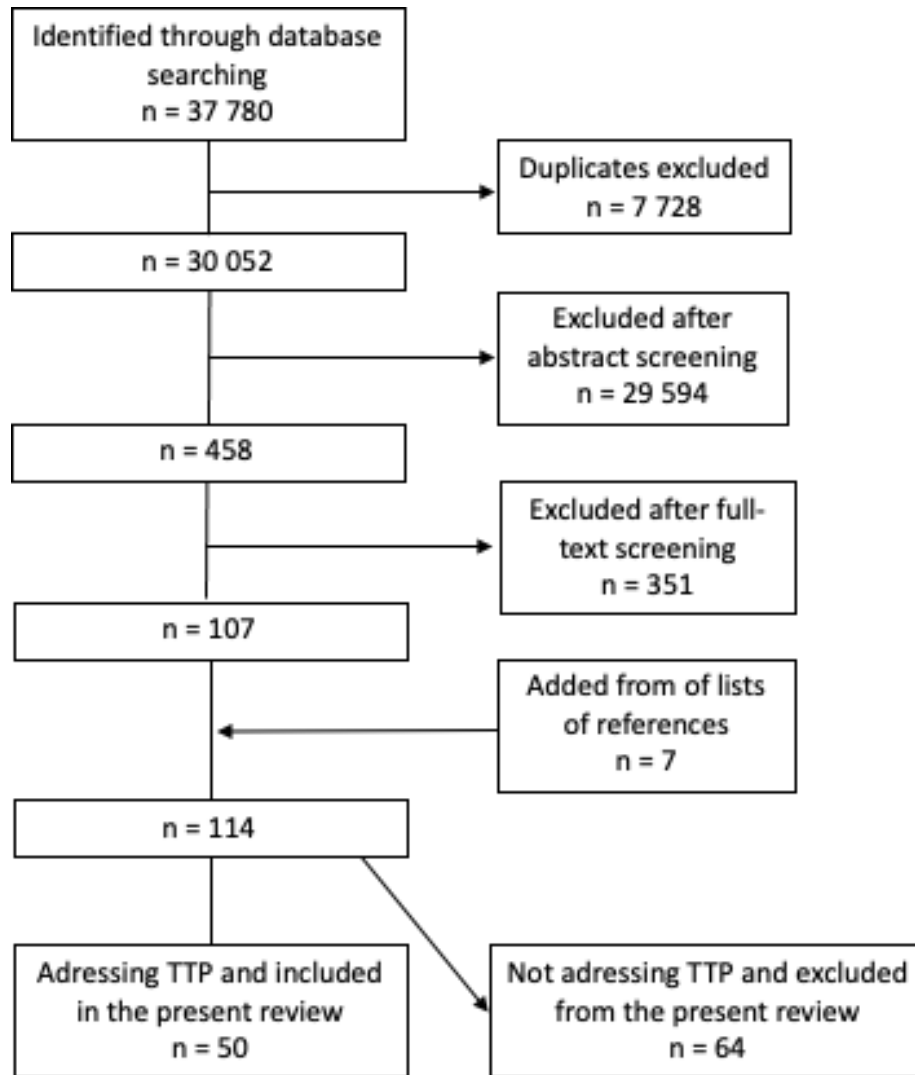 Identified through database
searching
n = 37 780
Duplicates excluded
n = 7 728
n = 30 052
Excluded after
abstract screening
n = 29 594
n = 458
Excluded after full-
text screening
n = 351
n = 107
Added from of lists
of references
n = 7
n = 114
Adressing TTP and included
in the present review
n = 50
Not adressing TTP and excluded
from the present review
n = 64